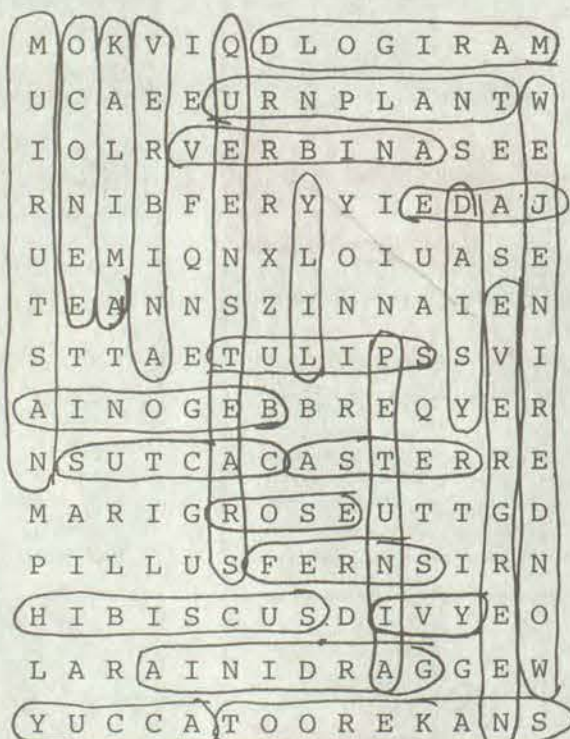 M O K V I Q D L O G I R A M
U C A E E U R N P L A N T W
I O L R V E R B I N A S E E
R N I B F E R Y Y I E D A J
U E M I Q N X L O I U A S E
T E A N N S Z I N N A I E N
S T T A E T U L I P S S V I
A I N O G E B B R E Q Y E R
N S U T C A C A S T E R R E
M A R I G R O S E U T T G D
P I L L U S F E R N S I R N
H I B I S C U S D I V Y E O
L A R A I N I D R A G G E W
Y U C C A T O O R E K A N S